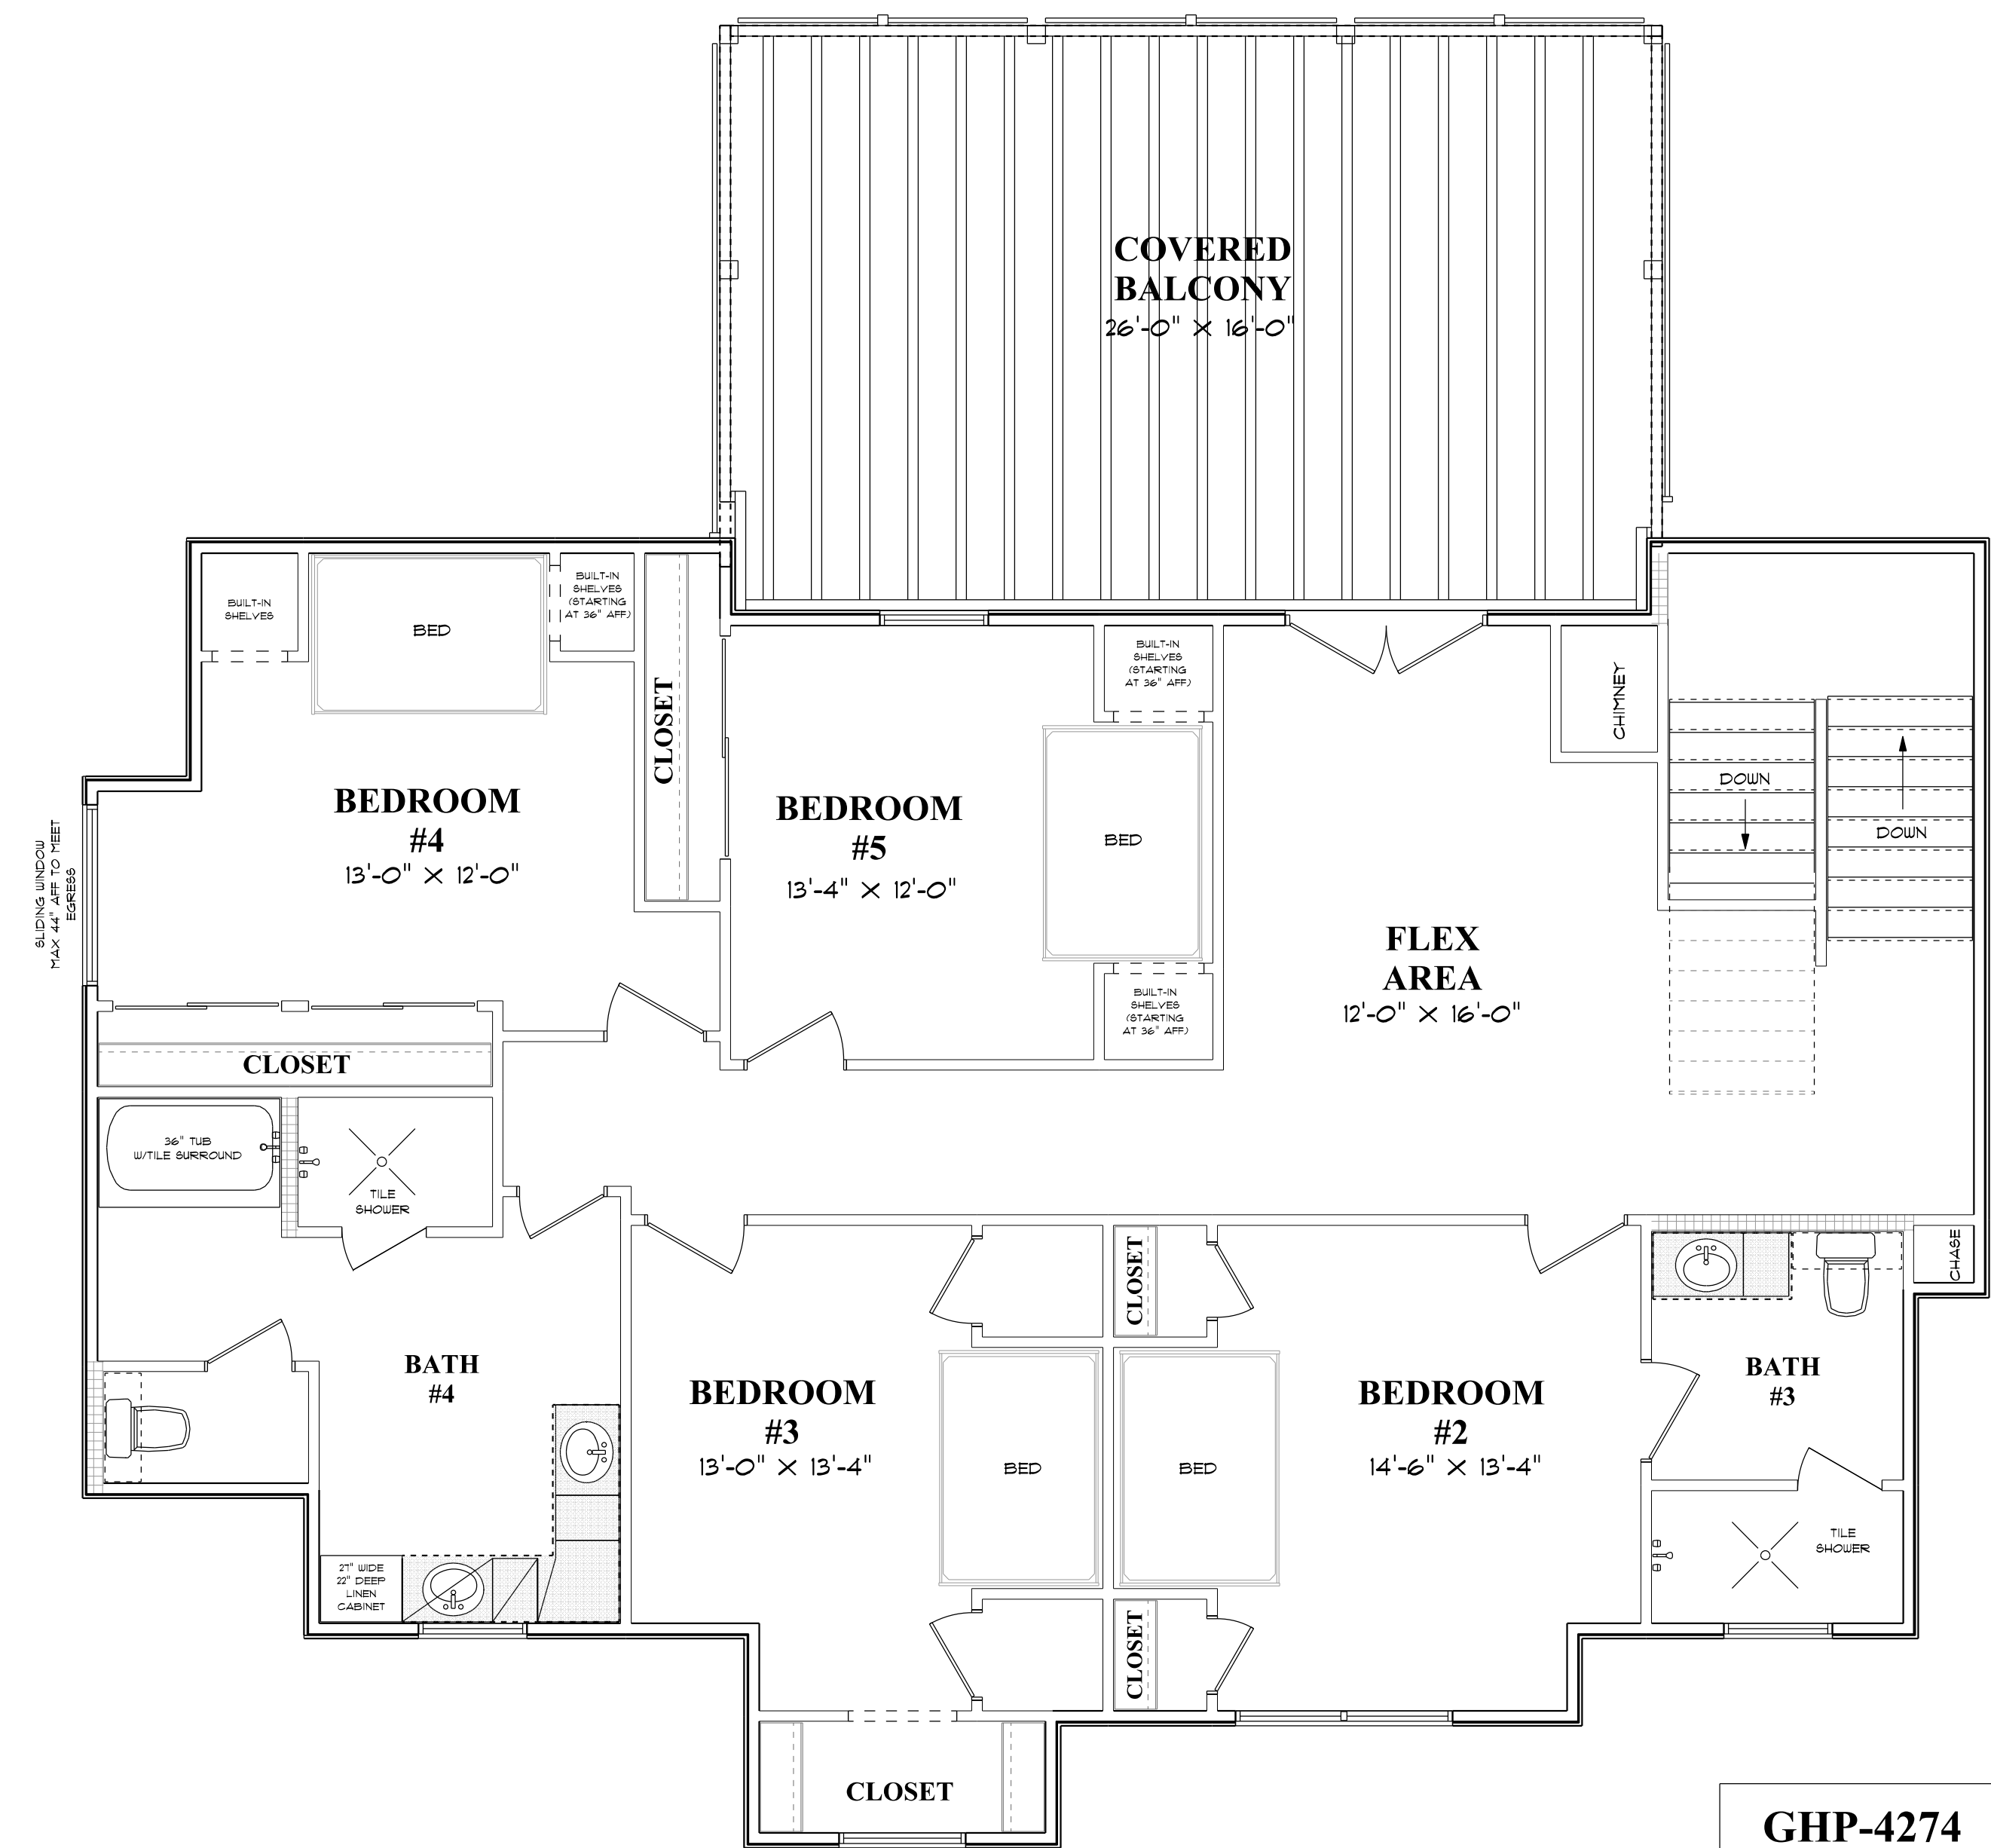 COVERED
BALCONY
26'-0" X 16'-0"
BUILT-IN
SHELVES
BED
BUILT-IN
SHELVES
(STARTING
AT 36" AFF)
CLOSET
BUILT-IN
SHELVES
(STARTING
AT 36" AFF)
CHIMNEY
DOWN
DOWN
BEDROOM
#4
13'-0" X 12'-0"
BEDROOM
#5
13'-4" X 12'-0"
BED
SLIDING WINDOW
MAX 44" AFF TO MEET
EGRESS
FLEX
AREA
12'-0" X 16'-0"
BUILT-IN
SHELVES
(STARTING
AT 36" AFF)
CLOSET
36" TUB
W/TILE SURROUND
TILE
SHOWER
CLOSET
CHASE
BATH
#4
BEDROOM
#3
13'-0" X 13'-4"
BED
BED
BEDROOM
#2
14'-6" X 13'-4"
BATH
#3
TILE
SHOWER
27" WIDE
22" DEEP
LINEN
CABINET
CLOSET
CLOSET
GHP-4274